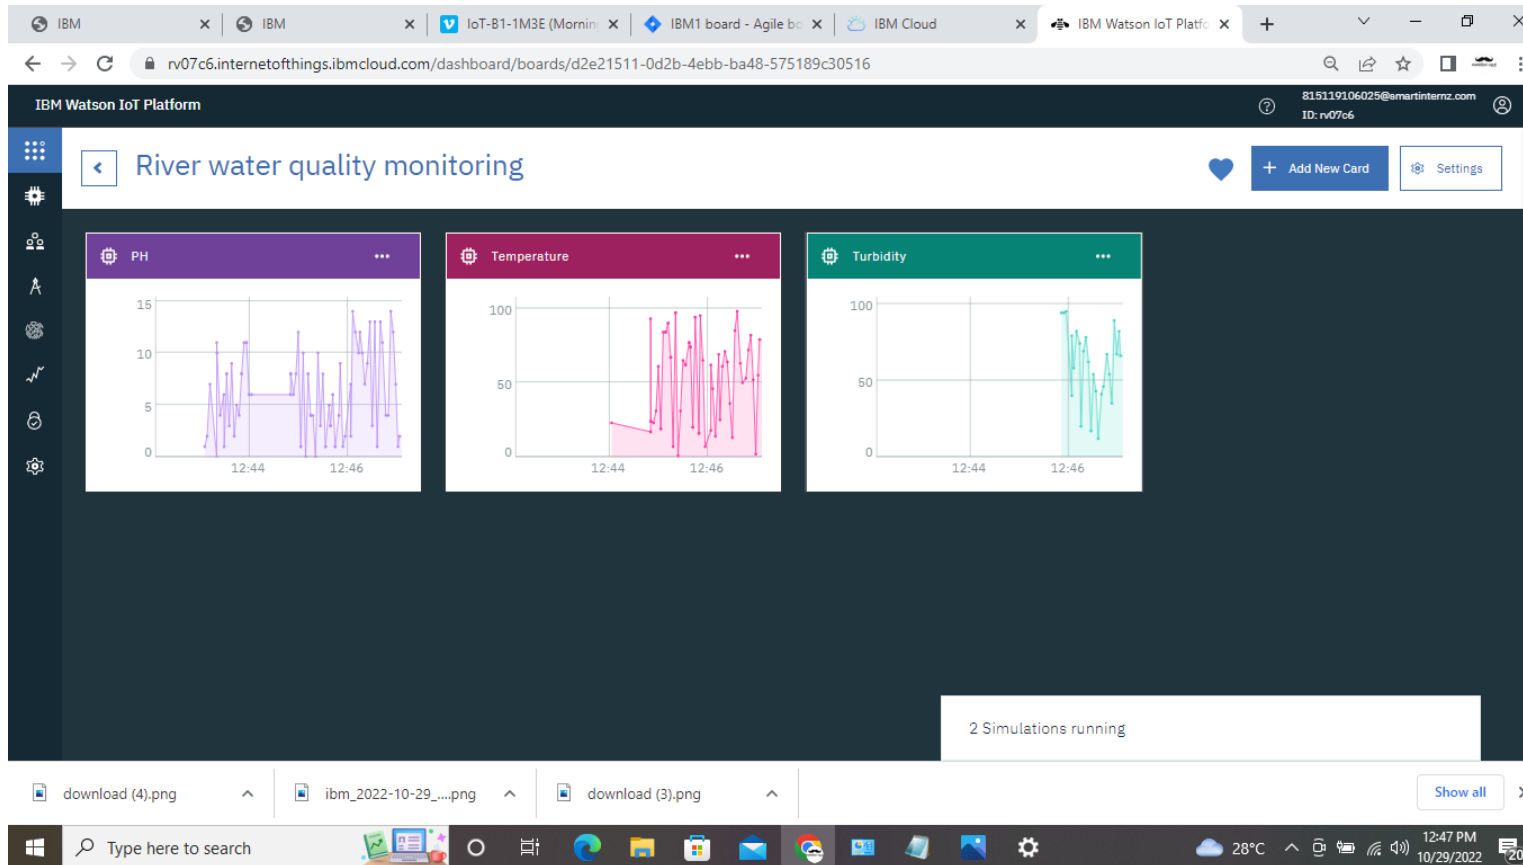 IBM
IBM
IoT-B1-1M3E (Mornin
IBM1 board - Agile bo
IBM Cloud
IBM Watson IoT Platfo
rv07c6.internetofthings.ibmcloud.com/dashboard/boards/d2e21511-0d2b-4ebb-ba48-575189c30516
IBM Watson IoT Platform
815119106025@smartinternz.com
ID: rv07c6
River water quality monitoring
Add New Card
Settings
PH
15
10
5
0
12:44
12:46
Temperature
100
50
0
12:44
12:46
Turbidity
100
50
0
12:44
12:46
2 Simulations running
download (4).png
ibm_2022-10-29_....png
download (3).png
Show all
Type here to search
28°C
12:47 PM
10/29/2022
20